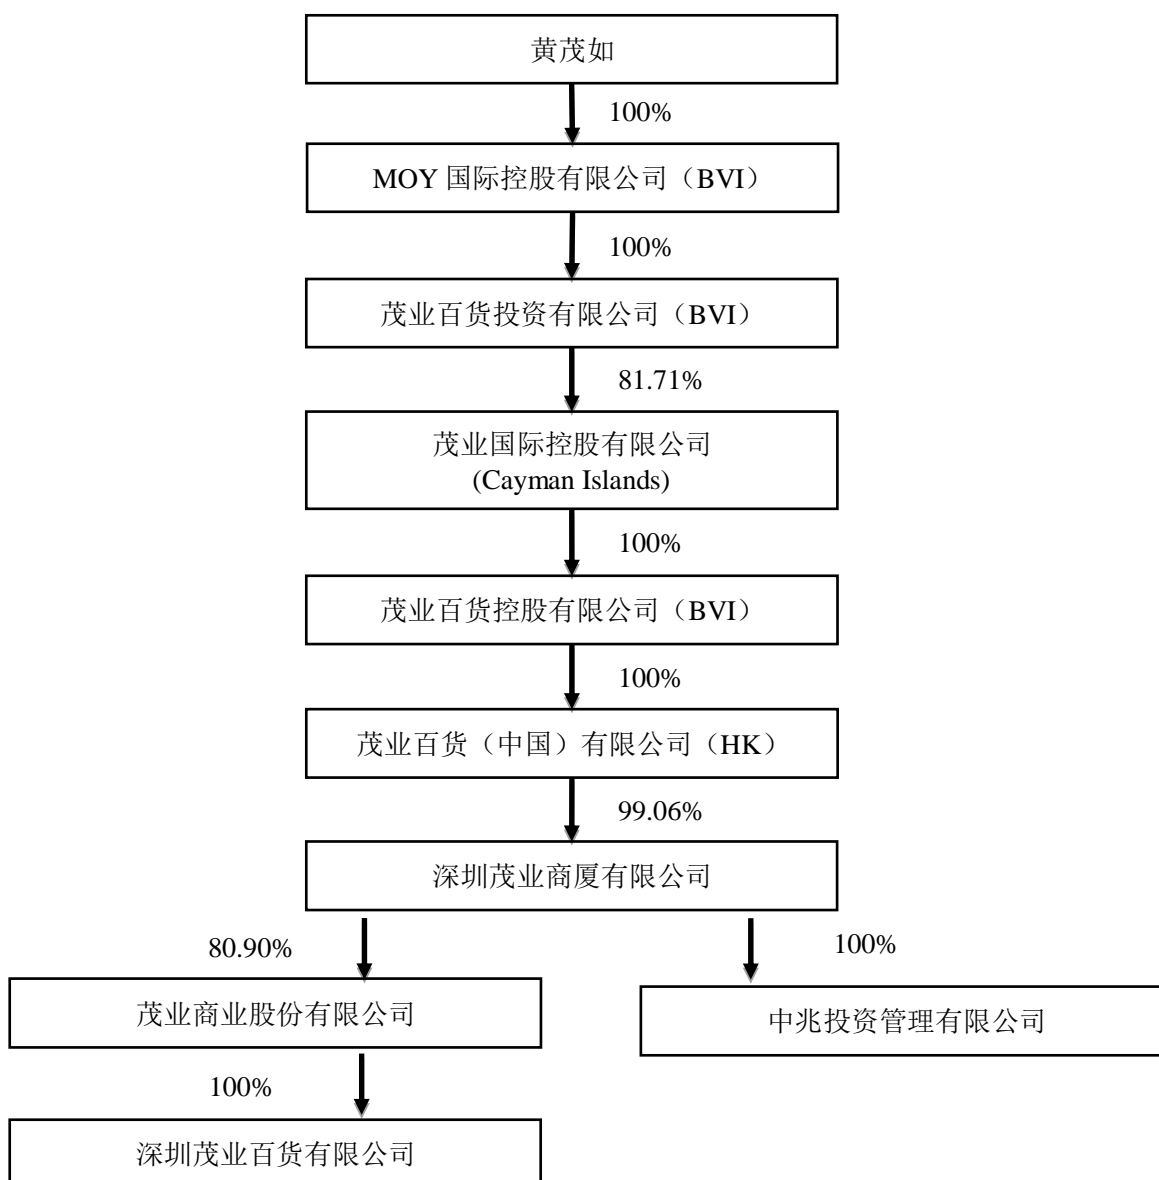 黄茂如
100%
MOY 国际控股有限公司（BVI）
100%
茂业百货投资有限公司（BVI）
81.71%
茂业国际控股有限公司
(Cayman Islands)
100%
茂业百货控股有限公司（BVI）
100%
茂业百货（中国）有限公司（HK）
99.06%
深圳茂业商厦有限公司
80.90%
100%
茂业商业股份有限公司
中兆投资管理有限公司
100%
深圳茂业百货有限公司